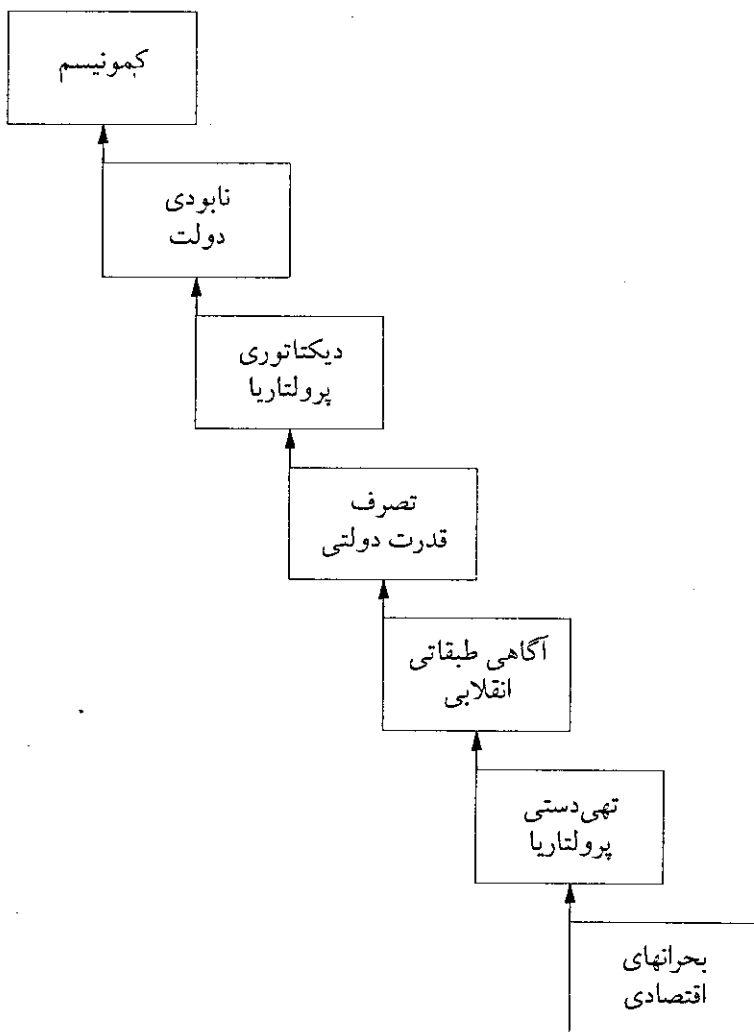 کمونیسم
نابودی
دولت
دیکتاتوری
پرولتاریا
تصرف
قدرت دولتی
آگاهی طبقاتی
انقلابی
تهی‌دستی
پرولتاریا
بحرانهای
اقتصادی